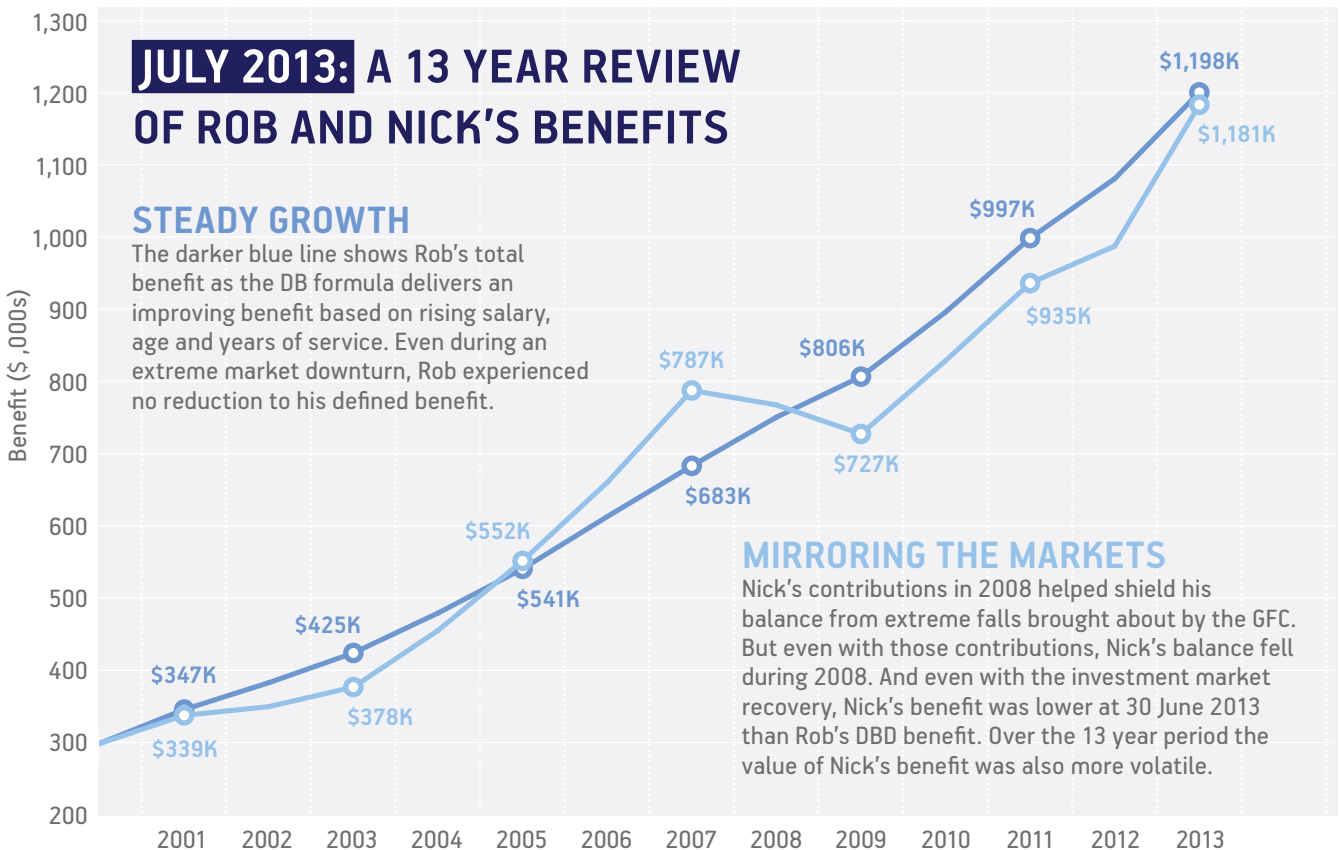 JULY 2013: A 13 YEAR REVIEW
OF ROB AND NICK'S BENEFITS
STEADY GROWTH
The darker blue line shows Rob's total
benefit as the DB formula delivers an
improving benefit based on rising salary,
age and years of service. Even during an
extreme market downturn, Rob experienced
no reduction to his defined benefit.
MIRRORING THE MARKETS
Nick's contributions in 2008 helped shield his
balance from extreme falls brought about by the GFC.
But even with those contributions, Nick's balance fell
during 2008. And even with the investment market
recovery, Nick's benefit was lower at 30 June 2013
than Rob's DBD benefit. Over the 13 year period the
value of Nick's benefit was also more volatile.
Benefit ($ ,000s)
1,300
1,200
1,100
1,000
900
800
700
600
500
400
300
200
$347K
$339K
$425K
$378K
$552K
$541K
$787K
$683K
$806K
$727K
$997K
$935K
$1,198K
$1,181K
2001 2002 2003 2004 2005 2006 2007 2008 2009 2010 2011 2012 2013